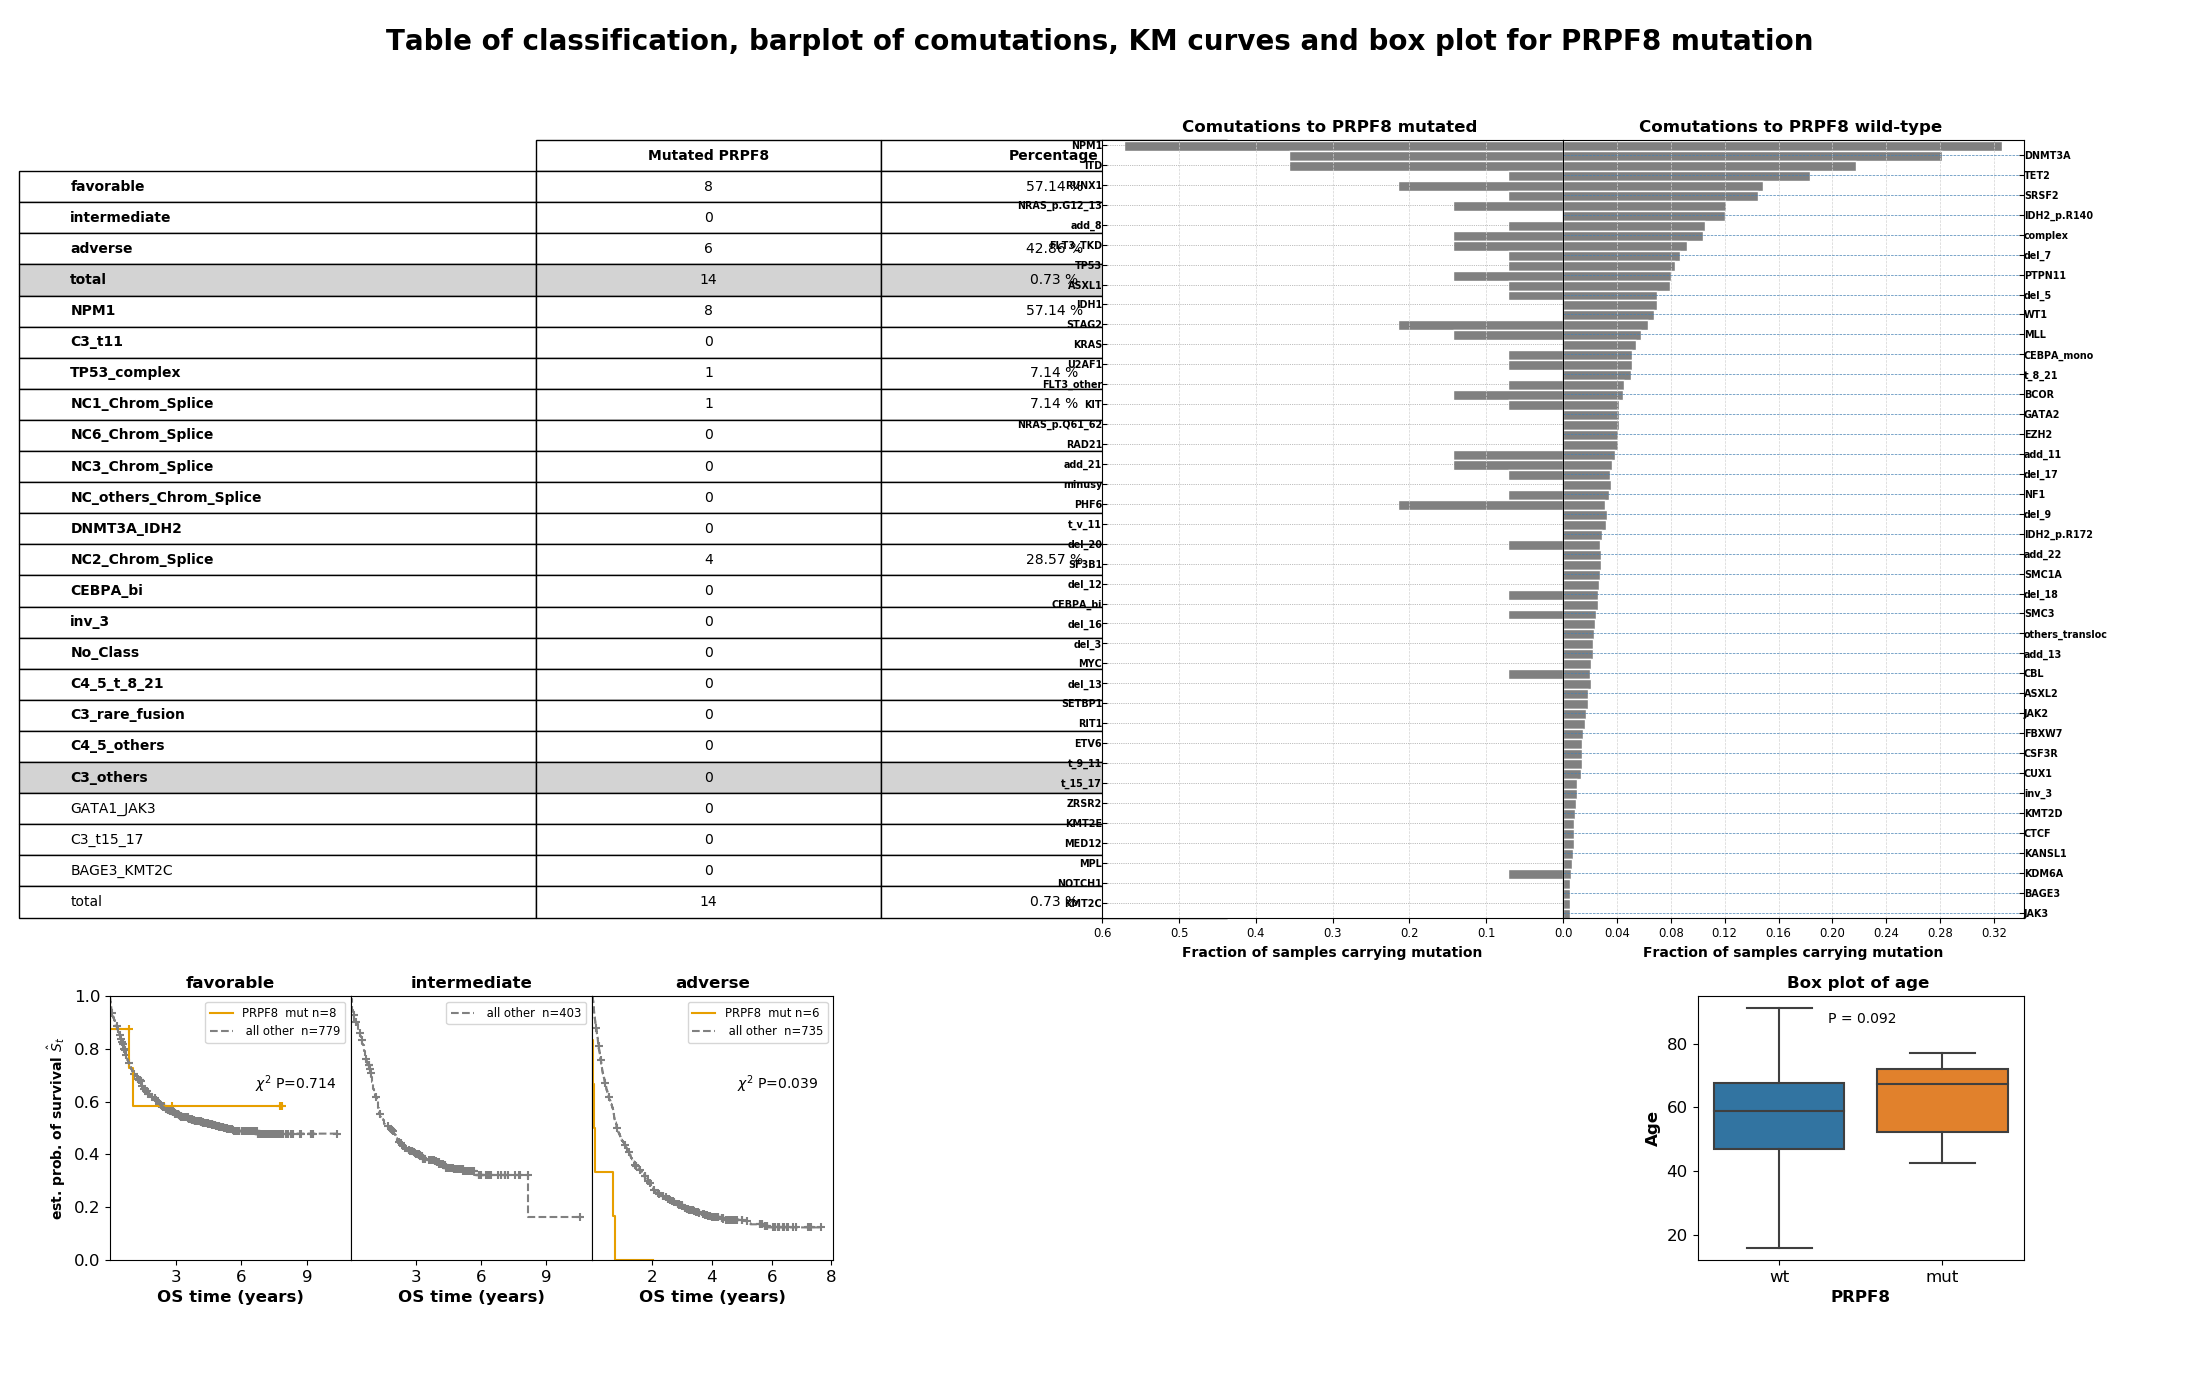 Table of classification, barplot of comutations, KM curves and box plot for PRPF8 mutation
Mutated PRPF8 Percentage
favorable 8 57.14 %
intermediate 0
adverse 6 42.86 %
total 14 0.73 %
NPM1 8 57.14 %
C3_t11 0
TP53_complex 1 7.14 %
NC1_Chrom_Splice 1 7.14 %
NC6_Chrom_Splice 0
NC3_Chrom_Splice 0
NC_others_Chrom_Splice 0
DNMT3A_IDH2 0
NC2_Chrom_Splice 4 28.57 %
CEBPA_bi 0
inv_3 0
No_Class 0
C4_5_t_8_21 0
C3_rare_fusion 0
C4_5_others 0
C3_others 0
GATA1_JAK3 0
C3_t15_17 0
BAGE3_KMT2C 0
total 14 0.73 %
Comutations to PRPF8 mutated
NPM1
ITD
RUNX1
NRAS_p.G12_13
add_8
FLT3_TKD
TP53
ASXL1
IDH1
STAG2
KRAS
U2AF1
FLT3_other
KIT
NRAS_p.Q61_62
RAD21
add_21
minusy
PHF6
t_v_11
del_20
SF3B1
del_12
CEBPA_bi
del_16
del_3
MYC
del_13
SETBP1
RIT1
ETV6
t_9_11
t_15_17
ZRSR2
KMT2E
MED12
MPL
NOTCH1
KMT2C
0.6 0.5 0.4 0.3 0.2 0.1
Fraction of samples carrying mutation
Comutations to PRPF8 wild-type
DNMT3A
TET2
SRSF2
IDH2_p.R140
complex
del_7
PTPN11
del_5
WT1
MLL
CEBPA_mono
t_8_21
BCOR
GATA2
EZH2
add_11
del_17
NF1
del_9
IDH2_p.R172
add_22
SMC1A
del_18
SMC3
others_transloc
add_13
CBL
ASXL2
JAK2
FBXW7
CSF3R
CUX1
inv_3
KMT2D
CTCF
KANSL1
KDM6A
BAGE3
JAK3
0.0 0.04 0.08 0.12 0.16 0.20 0.24 0.28 0.32
Fraction of samples carrying mutation
favorable
PRPF8 mut n=8
all other n=779
χ² P=0.714
est. prob. of survival Ŝt
1.0
0.8
0.6
0.4
0.2
0.0
3 6 9
OS time (years)
intermediate
all other n=403
3 6 9
OS time (years)
adverse
PRPF8 mut n=6
all other n=735
χ² P=0.039
2 4 6 8
OS time (years)
Box plot of age
P = 0.092
Age
80
60
40
20
wt mut
PRPF8